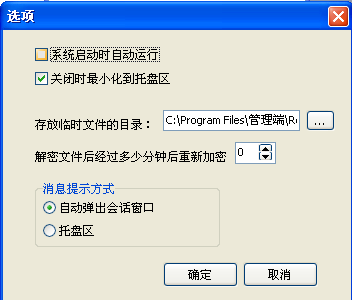 选项
系统启动时自动运行
关闭时最小化到托盘区
存放临时文件的目录： C:\Program Files\管理端\Re ...
解密文件后经过多少分钟后重新加密 0
消息提示方式
自动弹出会话窗口
托盘区
确定 取消